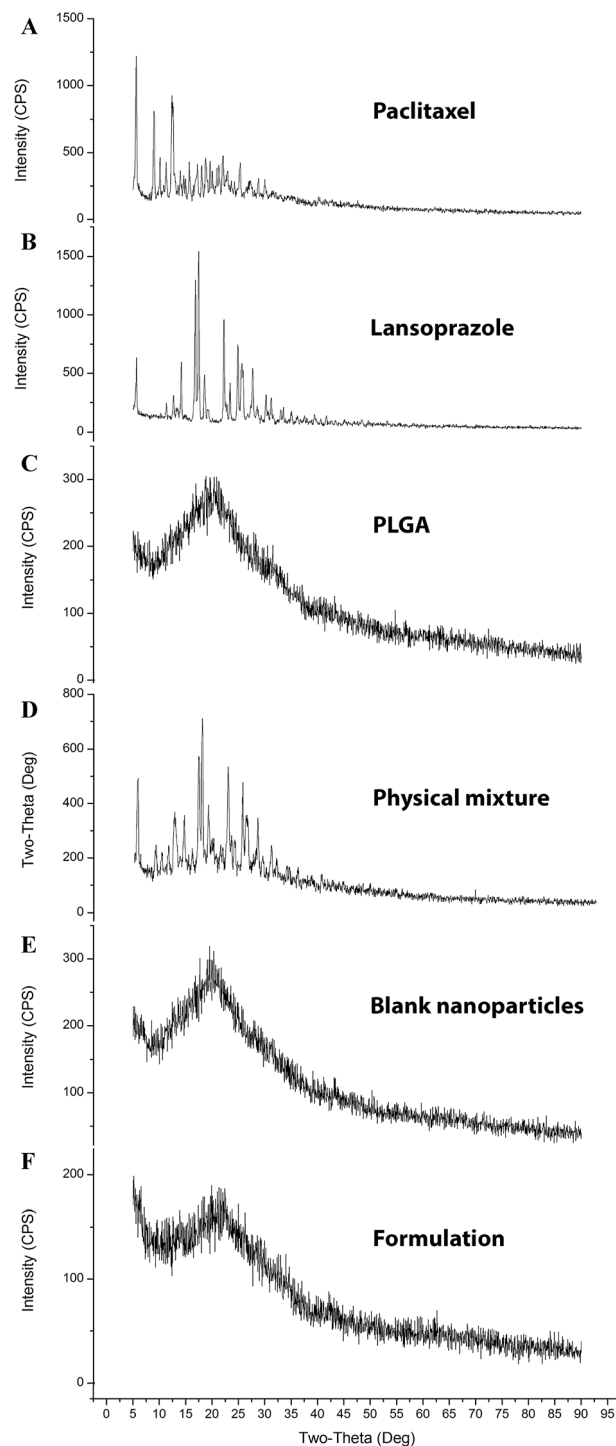 A
1500
1000
500
0
Intensity (CPS)
Paclitaxel
B
1500
1000
500
0
Intensity (CPS)
Lansoprazole
C
300
200
100
0
Intensity (CPS)
PLGA
D
800
600
400
200
0
Two-Theta (Deg)
Physical mixture
E
300
200
100
Intensity (CPS)
Blank nanoparticles
F
200
100
0
Intensity (CPS)
Formulation
0 5 10 15 20 25 30 35 40 45 50 55 60 65 70 75 80 85 90 95
Two-Theta (Deg)